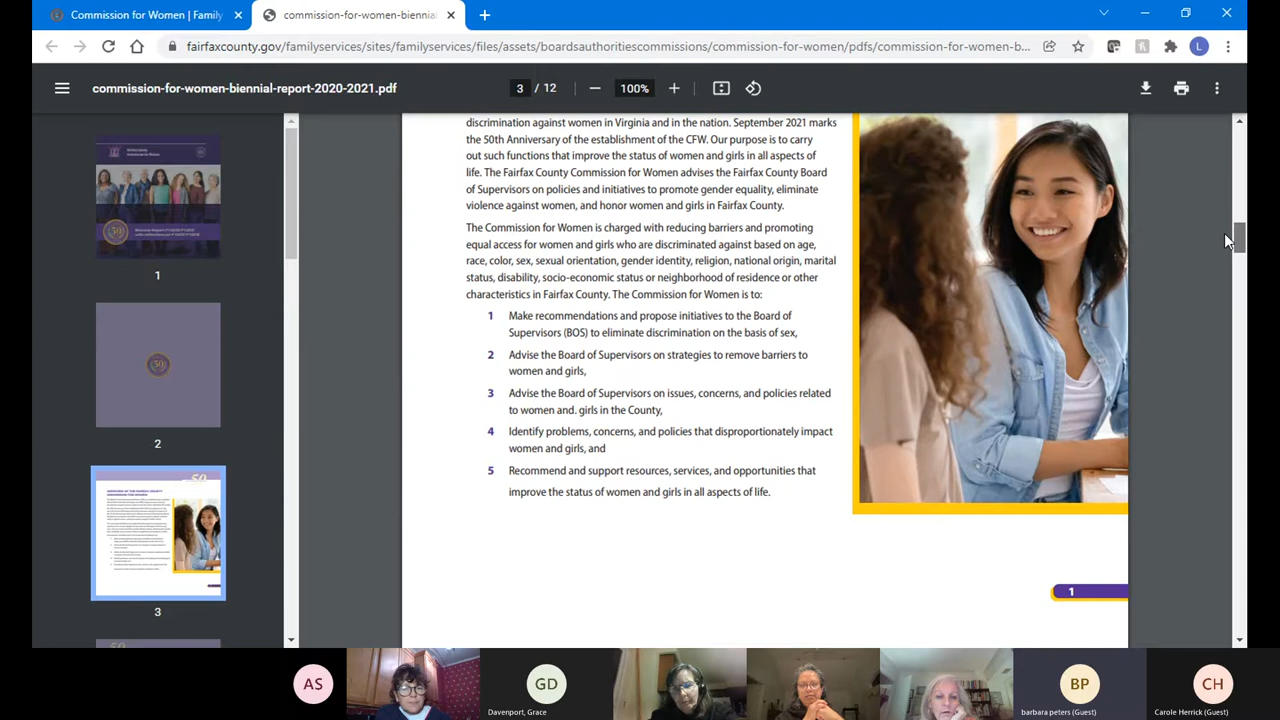 Commission for Women | Family
commission-for-women-biennial
fairfaxcounty.gov/familyservices/sites/familyservices/files/assets/boardsauthoritiescommissions/commission-for-women/pdfs/commission-for-women-b...
L
commission-for-women-biennial-report-2020-2021.pdf
3 / 12
100%
1
2
3
discrimination against women in Virginia and in the nation. September 2021 marks
the 50th Anniversary of the establishment of the CFW. Our purpose is to carry
out such functions that improve the status of women and girls in all aspects of
life. The Fairfax County Commission for Women advises the Fairfax County Board
of Supervisors on policies and initiatives to promote gender equality, eliminate
violence against women, and honor women and girls in Fairfax County.
The Commission for Women is charged with reducing barriers and promoting
equal access for women and girls who are discriminated against based on age,
race, color, sex, sexual orientation, gender identity, religion, national origin, marital
status, disability, socio-economic status or neighborhood of residence or other
characteristics in Fairfax County. The Commission for Women is to:
1 Make recommendations and propose initiatives to the Board of
Supervisors (BOS) to eliminate discrimination on the basis of sex,
2 Advise the Board of Supervisors on strategies to remove barriers to
women and girls,
3 Advise the Board of Supervisors on issues, concerns, and policies related
to women and. girls in the County,
4 Identify problems, concerns, and policies that disproportionately impact
women and girls, and
5 Recommend and support resources, services, and opportunities that
improve the status of women and girls in all aspects of life.
1
AS
GD
Davenport, Grace
BP
barbara peters (Guest)
CH
Carole Herrick (Guest)